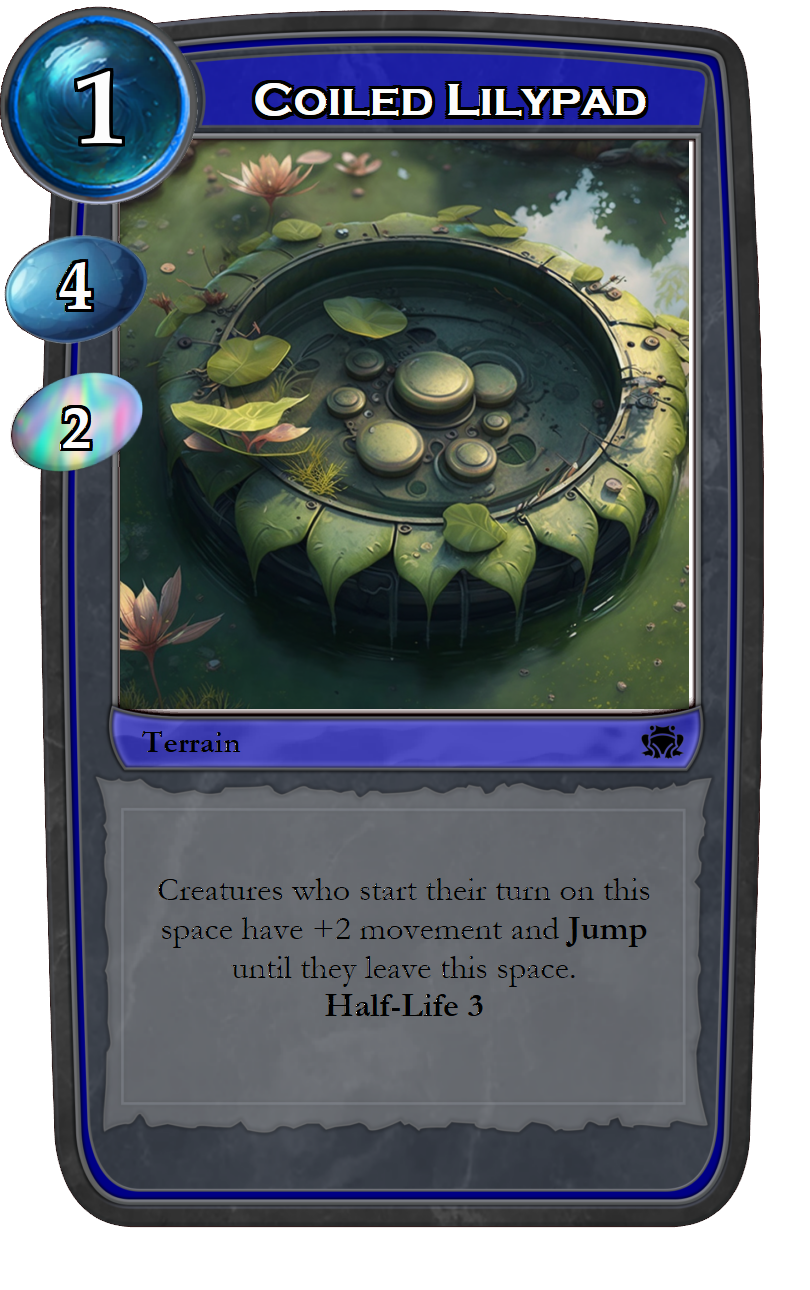 1
Coiled Lilypad
4
2
Terrain
Creatures who start their turn on this
space have +2 movement and Jump
until they leave this space.
Half-Life 3